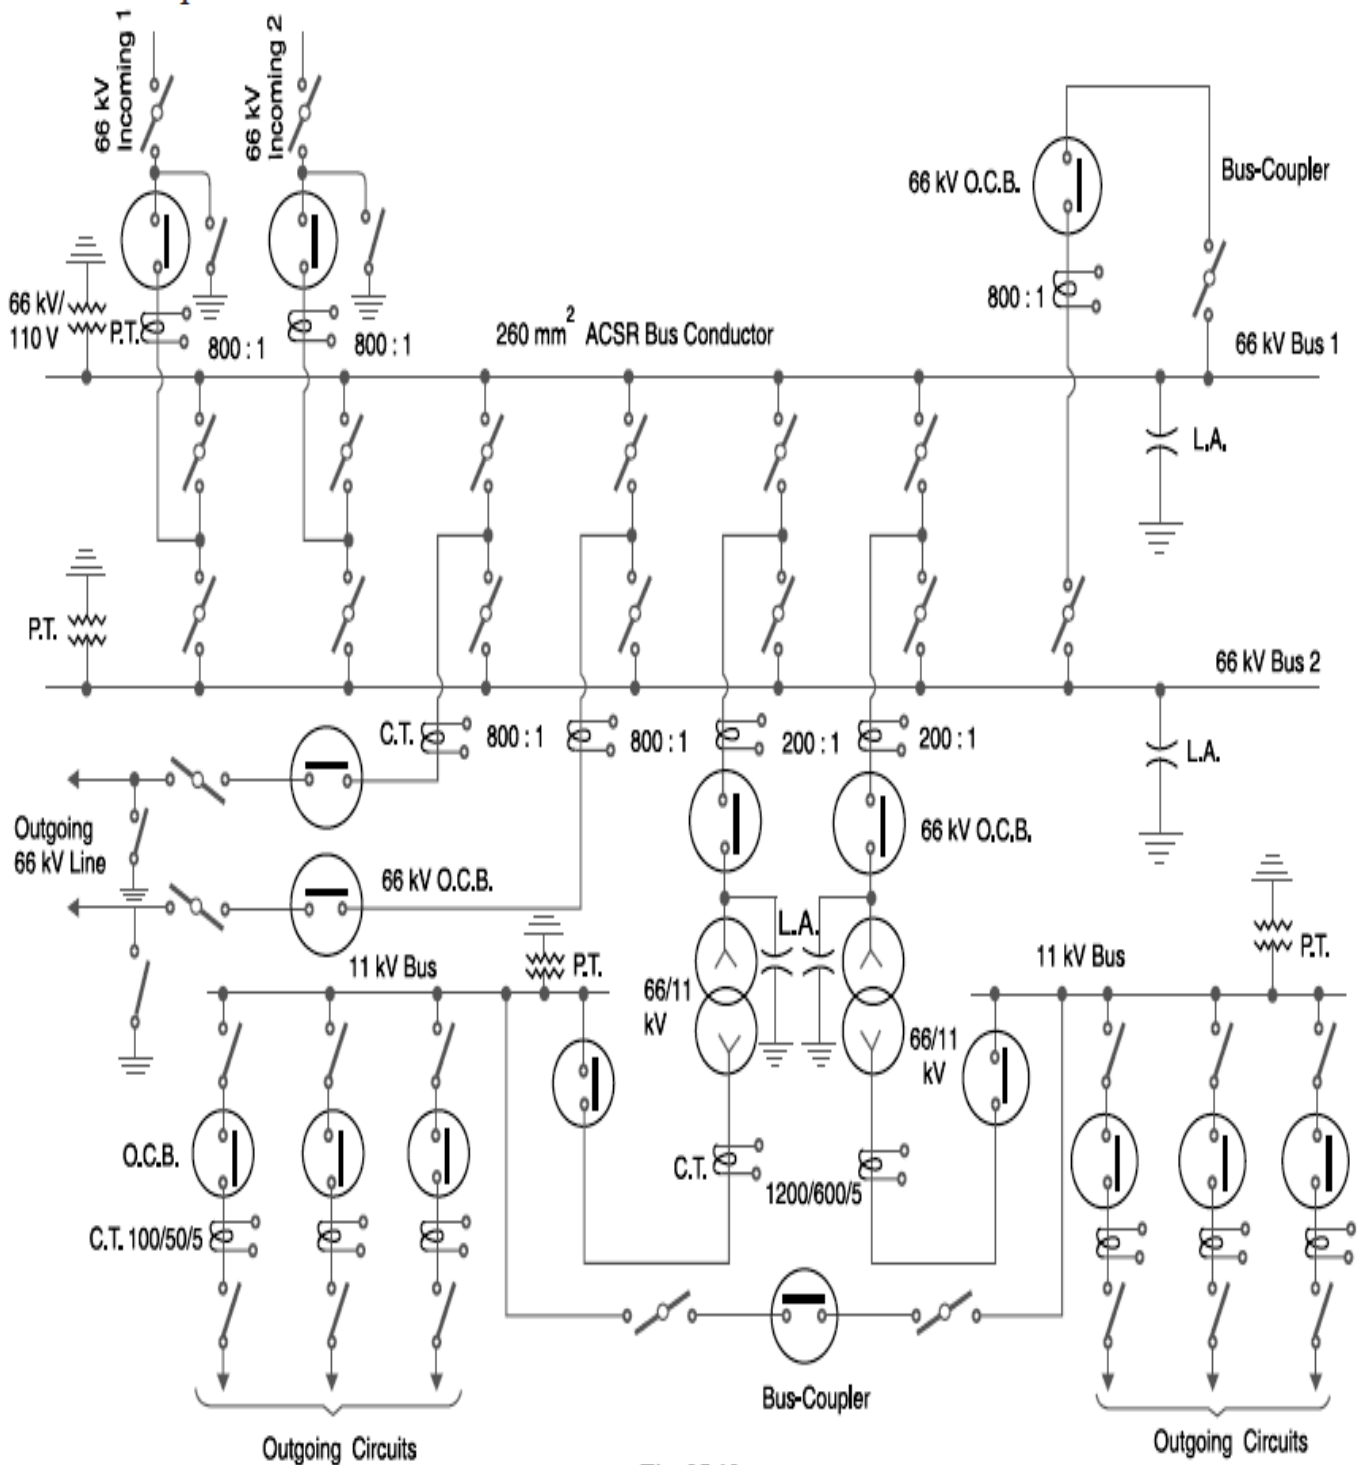 66 kV
Incoming 1
66 kV
Incoming 2
66 kV O.C.B.
Bus-Coupler
66 kV/
110 V
P.T.
800 : 1
800 : 1
260 mm2 ACSR Bus Conductor
800 : 1
66 kV Bus 1
L.A.
P.T.
66 kV Bus 2
C.T.
800 : 1
800 : 1
200 : 1
200 : 1
L.A.
Outgoing
66 kV Line
66 kV O.C.B.
66 kV O.C.B.
L.A.
11 kV Bus
P.T.
66/11
kV
66/11
kV
11 kV Bus
P.T.
O.C.B.
C.T.
1200/600/5
C.T. 100/50/5
Bus-Coupler
Outgoing Circuits
Outgoing Circuits